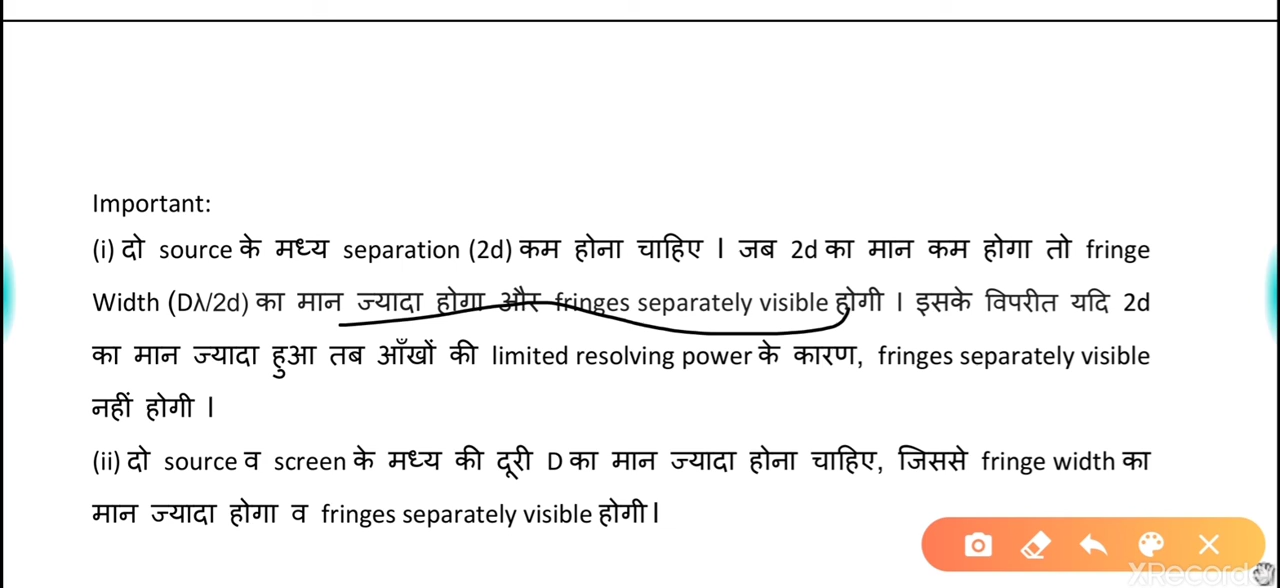 Important:
(i) दो source के मध्य separation (2d) कम होना चाहिए । जब 2d का मान कम होगा तो fringe
Width (Dλ/2d) का मान ज्यादा होगा और fringes separately visible होगी । इसके विपरीत यदि 2d
का मान ज्यादा हुआ तब आँखों की limited resolving power के कारण, fringes separately visible
नहीं होगी ।
(ii) दो source व screen के मध्य की दूरी D का मान ज्यादा होना चाहिए, जिससे fringe width का
मान ज्यादा होगा व fringes separately visible होगी ।
XRecorder